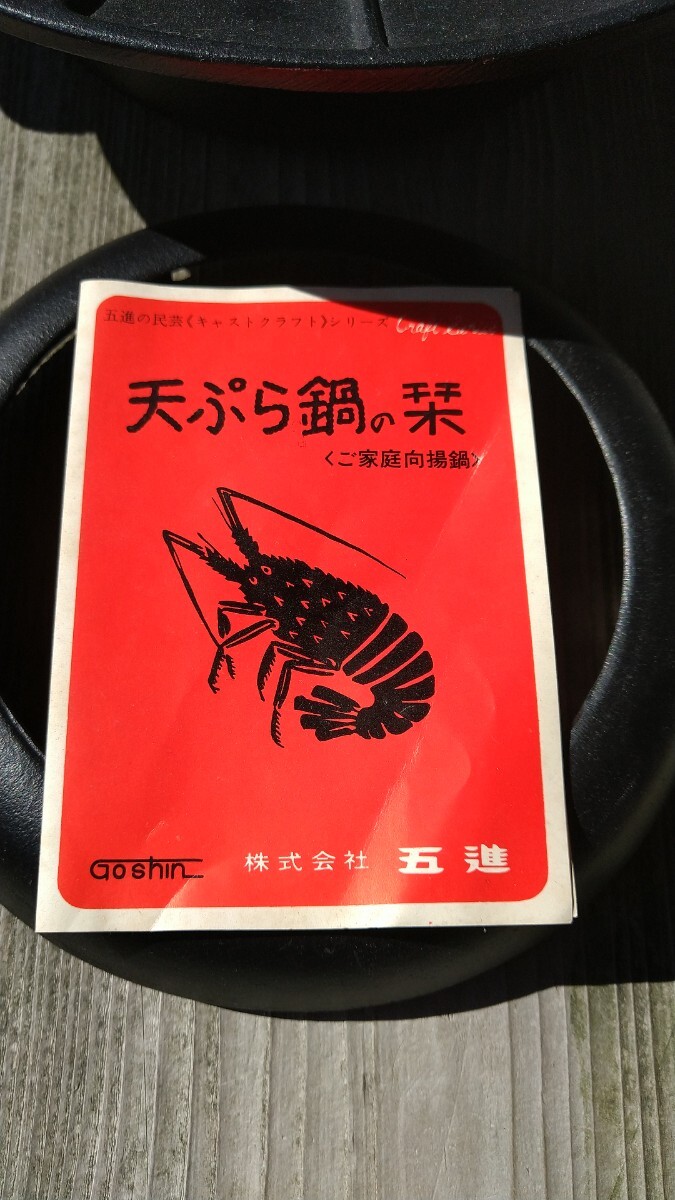 五進の民芸《キャストクラフト》シリーズ Craft
天ぷら鍋の栞
〈ご家庭向揚鍋〉
Goshin 株式会社 五進